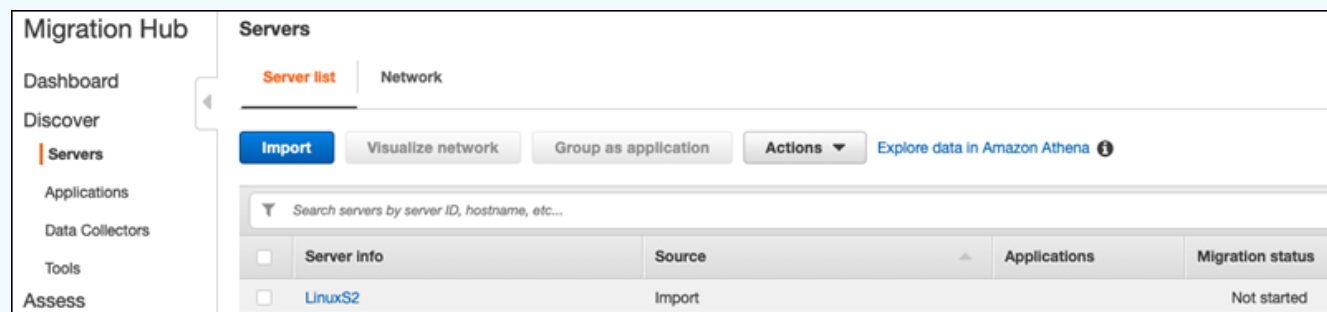 Migration Hub
Dashboard
Discover
Servers
Applications
Data Collectors
Tools
Assess
Servers
Server list Network
Import Visualize network Group as application Actions Explore data in Amazon Athena
Search servers by server ID, hostname, etc...
Server info Source Applications Migration status
LinuxS2 Import Not started